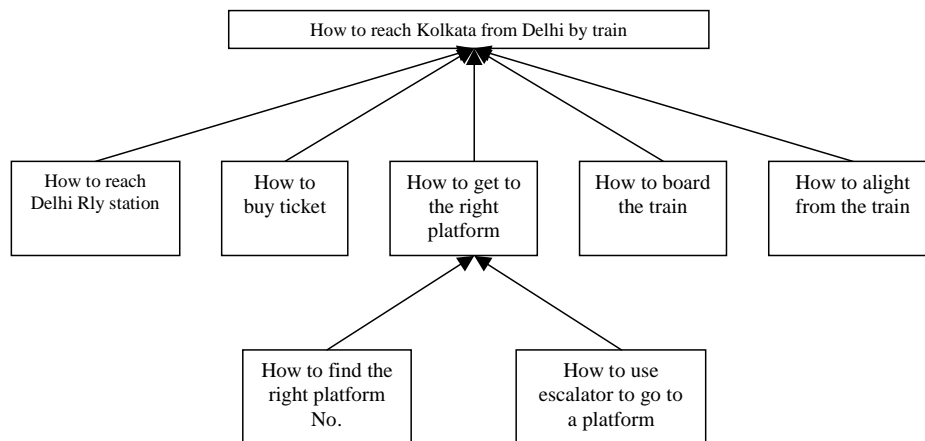 How to reach Kolkata from Delhi by train
How to reach
Delhi Rly station
How to
buy ticket
How to get to
the right
platform
How to board
the train
How to alight
from the train
How to find the
right platform
No.
How to use
escalator to go to
a platform